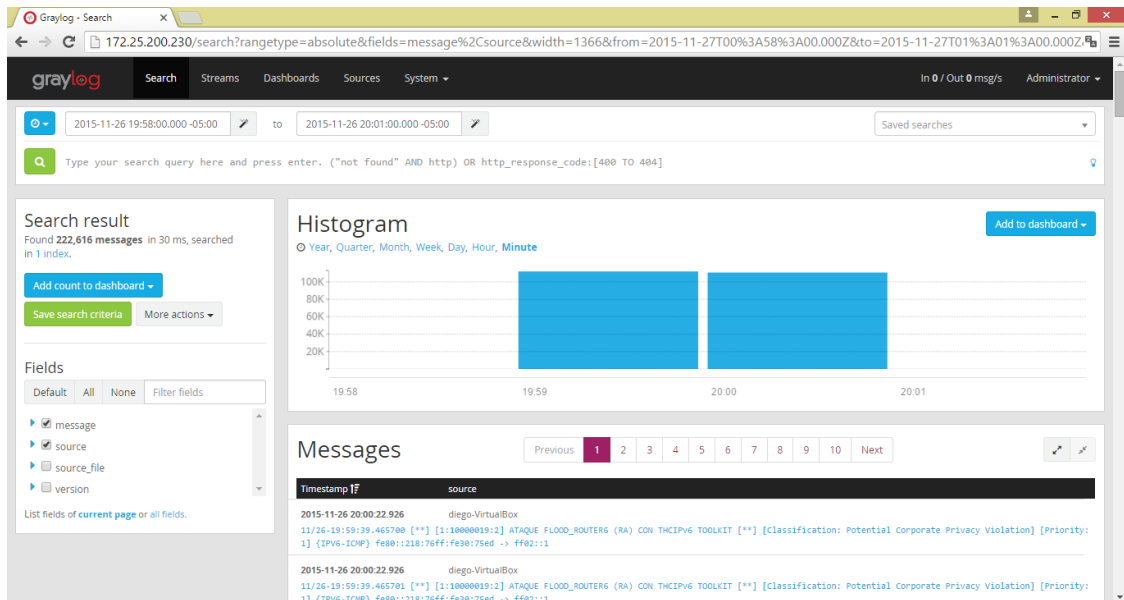 Graylog - Search
172.25.200.230/search?rangetype=absolute&fields=message%2Csource&width=1366&from=2015-11-27T00%3A58%3A00.000Z&to=2015-11-27T01%3A01%3A00.000Z
graylog Search Streams Dashboards Sources System In 0 / Out 0 msg/s Administrator
2015-11-26 19:58:00.000 -05:00 to 2015-11-26 20:01:00.000 -05:00 Saved searches
Type your search query here and press enter. ("not found" AND http) OR http_response_code:[400 TO 404]
Search result
Found 222,616 messages in 30 ms, searched
in 1 index.
Add count to dashboard
Save search criteria More actions
Fields
Default All None Filter fields
message
source
source_file
version
List fields of current page or all fields.
Histogram
Add to dashboard
Year, Quarter, Month, Week, Day, Hour, Minute
100K
80K
60K
40K
20K
19:58 19:59 20:00 20:01
Messages
Previous 1 2 3 4 5 6 7 8 9 10 Next
Timestamp source
2015-11-26 20:00:22.926 diego-VirtualBox
11/26-19:59:39.465700 [**] [1:10000019:2] ATAQUE FLOOD_ROUTER6 (RA) CON THCIPv6 TOOLKIT [**] [Classification: Potential Corporate Privacy Violation] [Priority:
1] {IPV6-ICMP} fe80::218:76ff:fe30:75ed -> ff02::1
2015-11-26 20:00:22.926 diego-VirtualBox
11/26-19:59:39.465701 [**] [1:10000019:2] ATAQUE FLOOD_ROUTER6 (RA) CON THCIPv6 TOOLKIT [**] [Classification: Potential Corporate Privacy Violation] [Priority:
1] {IPV6-ICMP} fe80::218:76ff:fe30:75ed -> ff02::1